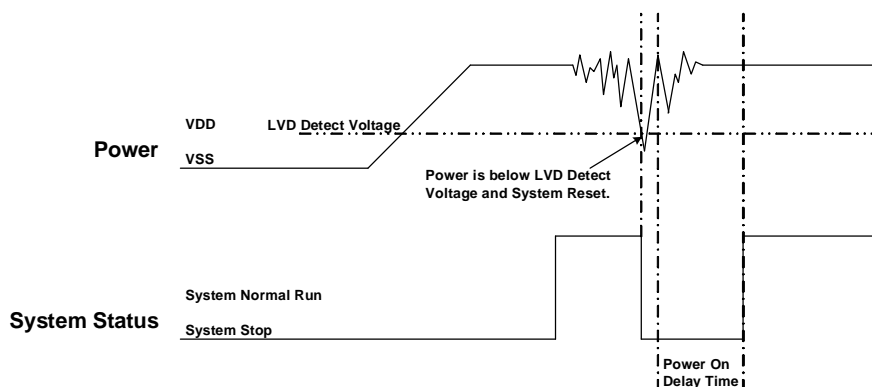 VDD
LVD Detect Voltage
Power
VSS
Power is below LVD Detect
Voltage and System Reset.
System Normal Run
System Status
System Stop
Power On
Delay Time